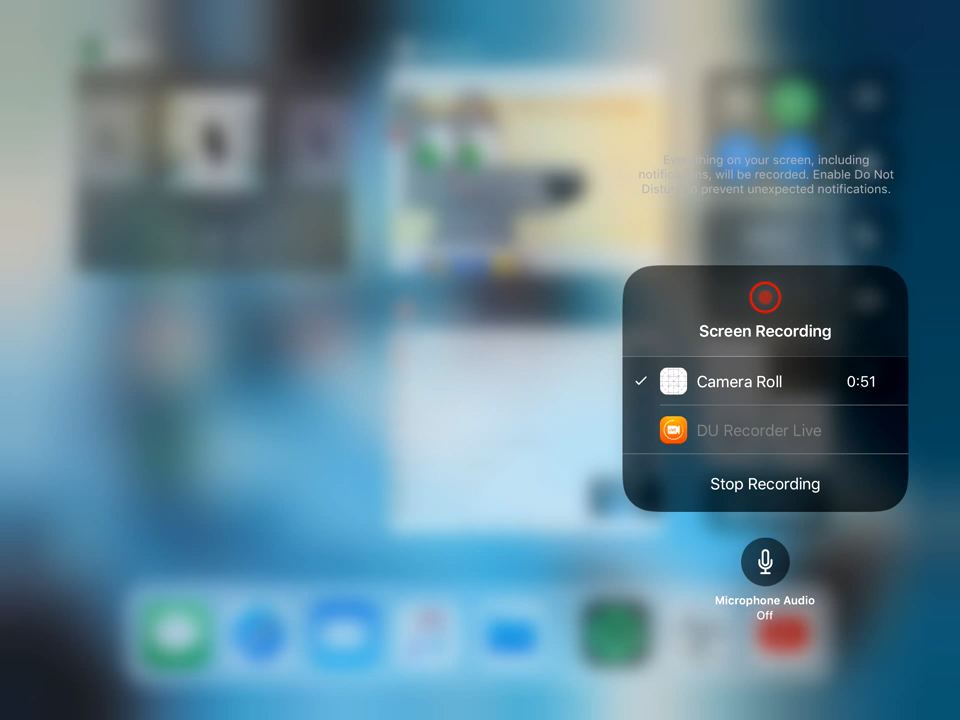 Everything on your screen, including
notifications, will be recorded. Enable Do Not
Disturb to prevent unexpected notifications.
Screen Recording
Camera Roll 0:51
DU Recorder Live
Stop Recording
Microphone Audio
Off